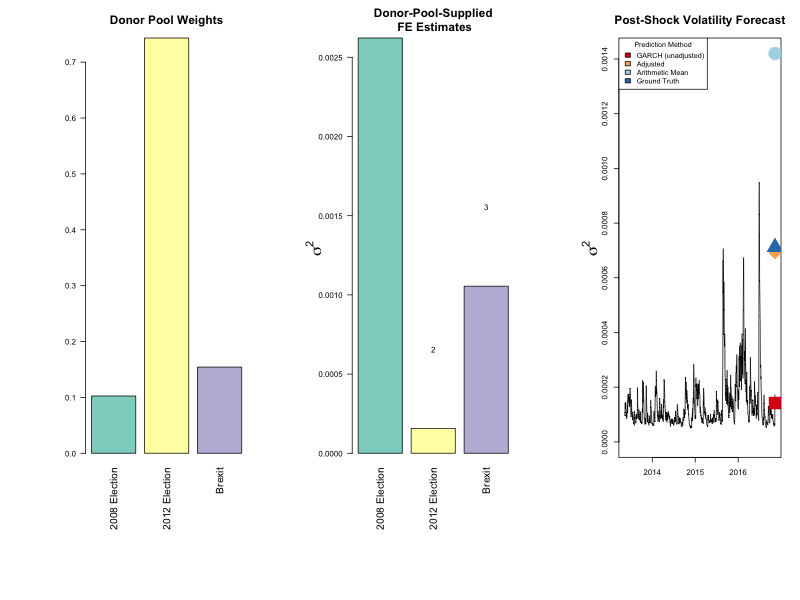 Donor Pool Weights
0.7
0.6
0.5
0.4
0.3
0.2
0.1
0.0
2008 Election
2012 Election
Brexit
Donor-Pool-Supplied
FE Estimates
σ2
0.0025
0.0020
0.0015
0.0010
0.0005
0.0000
3
2
2008 Election
2012 Election
Brexit
Post-Shock Volatility Forecast
σ2
0.0014
0.0012
0.0010
0.0008
0.0006
0.0004
0.0002
0.0000
Prediction Method
GARCH (unadjusted)
Adjusted
Arithmetic Mean
Ground Truth
2014
2015
2016